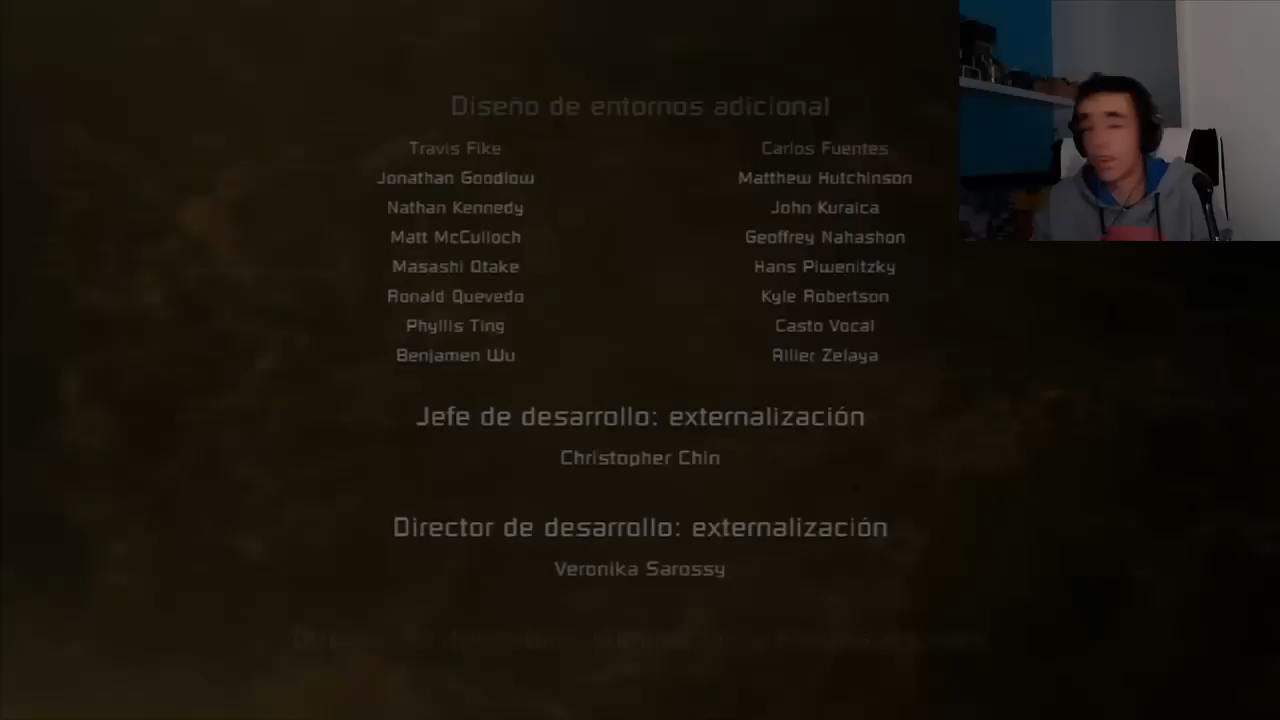 Diseño de entornos adicional
Travis Fike Carlos Fuentes
Jonathan Goodlow Matthew Hutchinson
Nathan Kennedy John Kuraica
Matt McCulloch Geoffrey Nahashon
Masashi Otake Hans Piwenitzky
Ronald Quevedo Kyle Robertson
Phyllis Ting Casto Vocal
Benjamen Wu Allier Zelaya
Jefe de desarrollo: externalización
Christopher Chin
Director de desarrollo: externalización
Veronika Sarossy